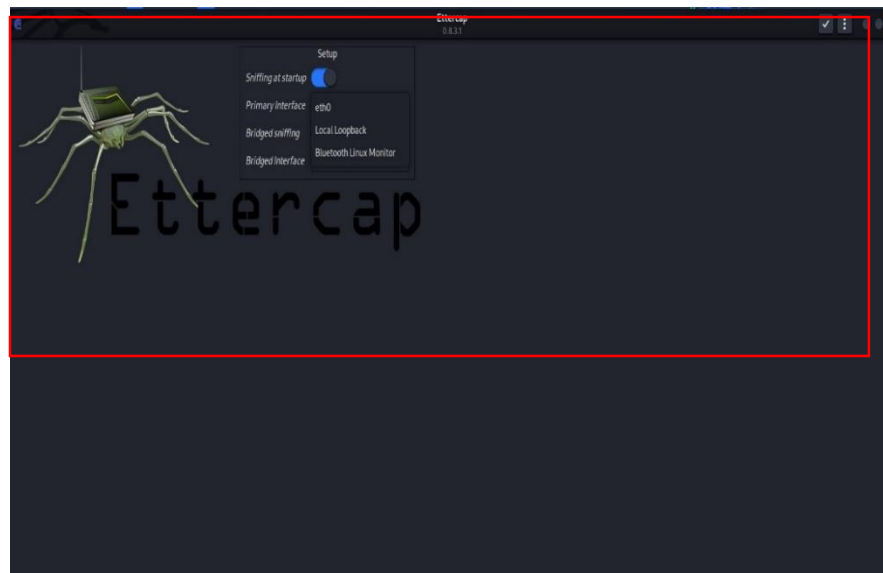 Ettercap
0.8.3.1
Setup
Sniffing at startup
Primary Interface
eth0
Local Loopback
Bridged sniffing
Bluetooth Linux Monitor
Bridged Interface
Ettercap